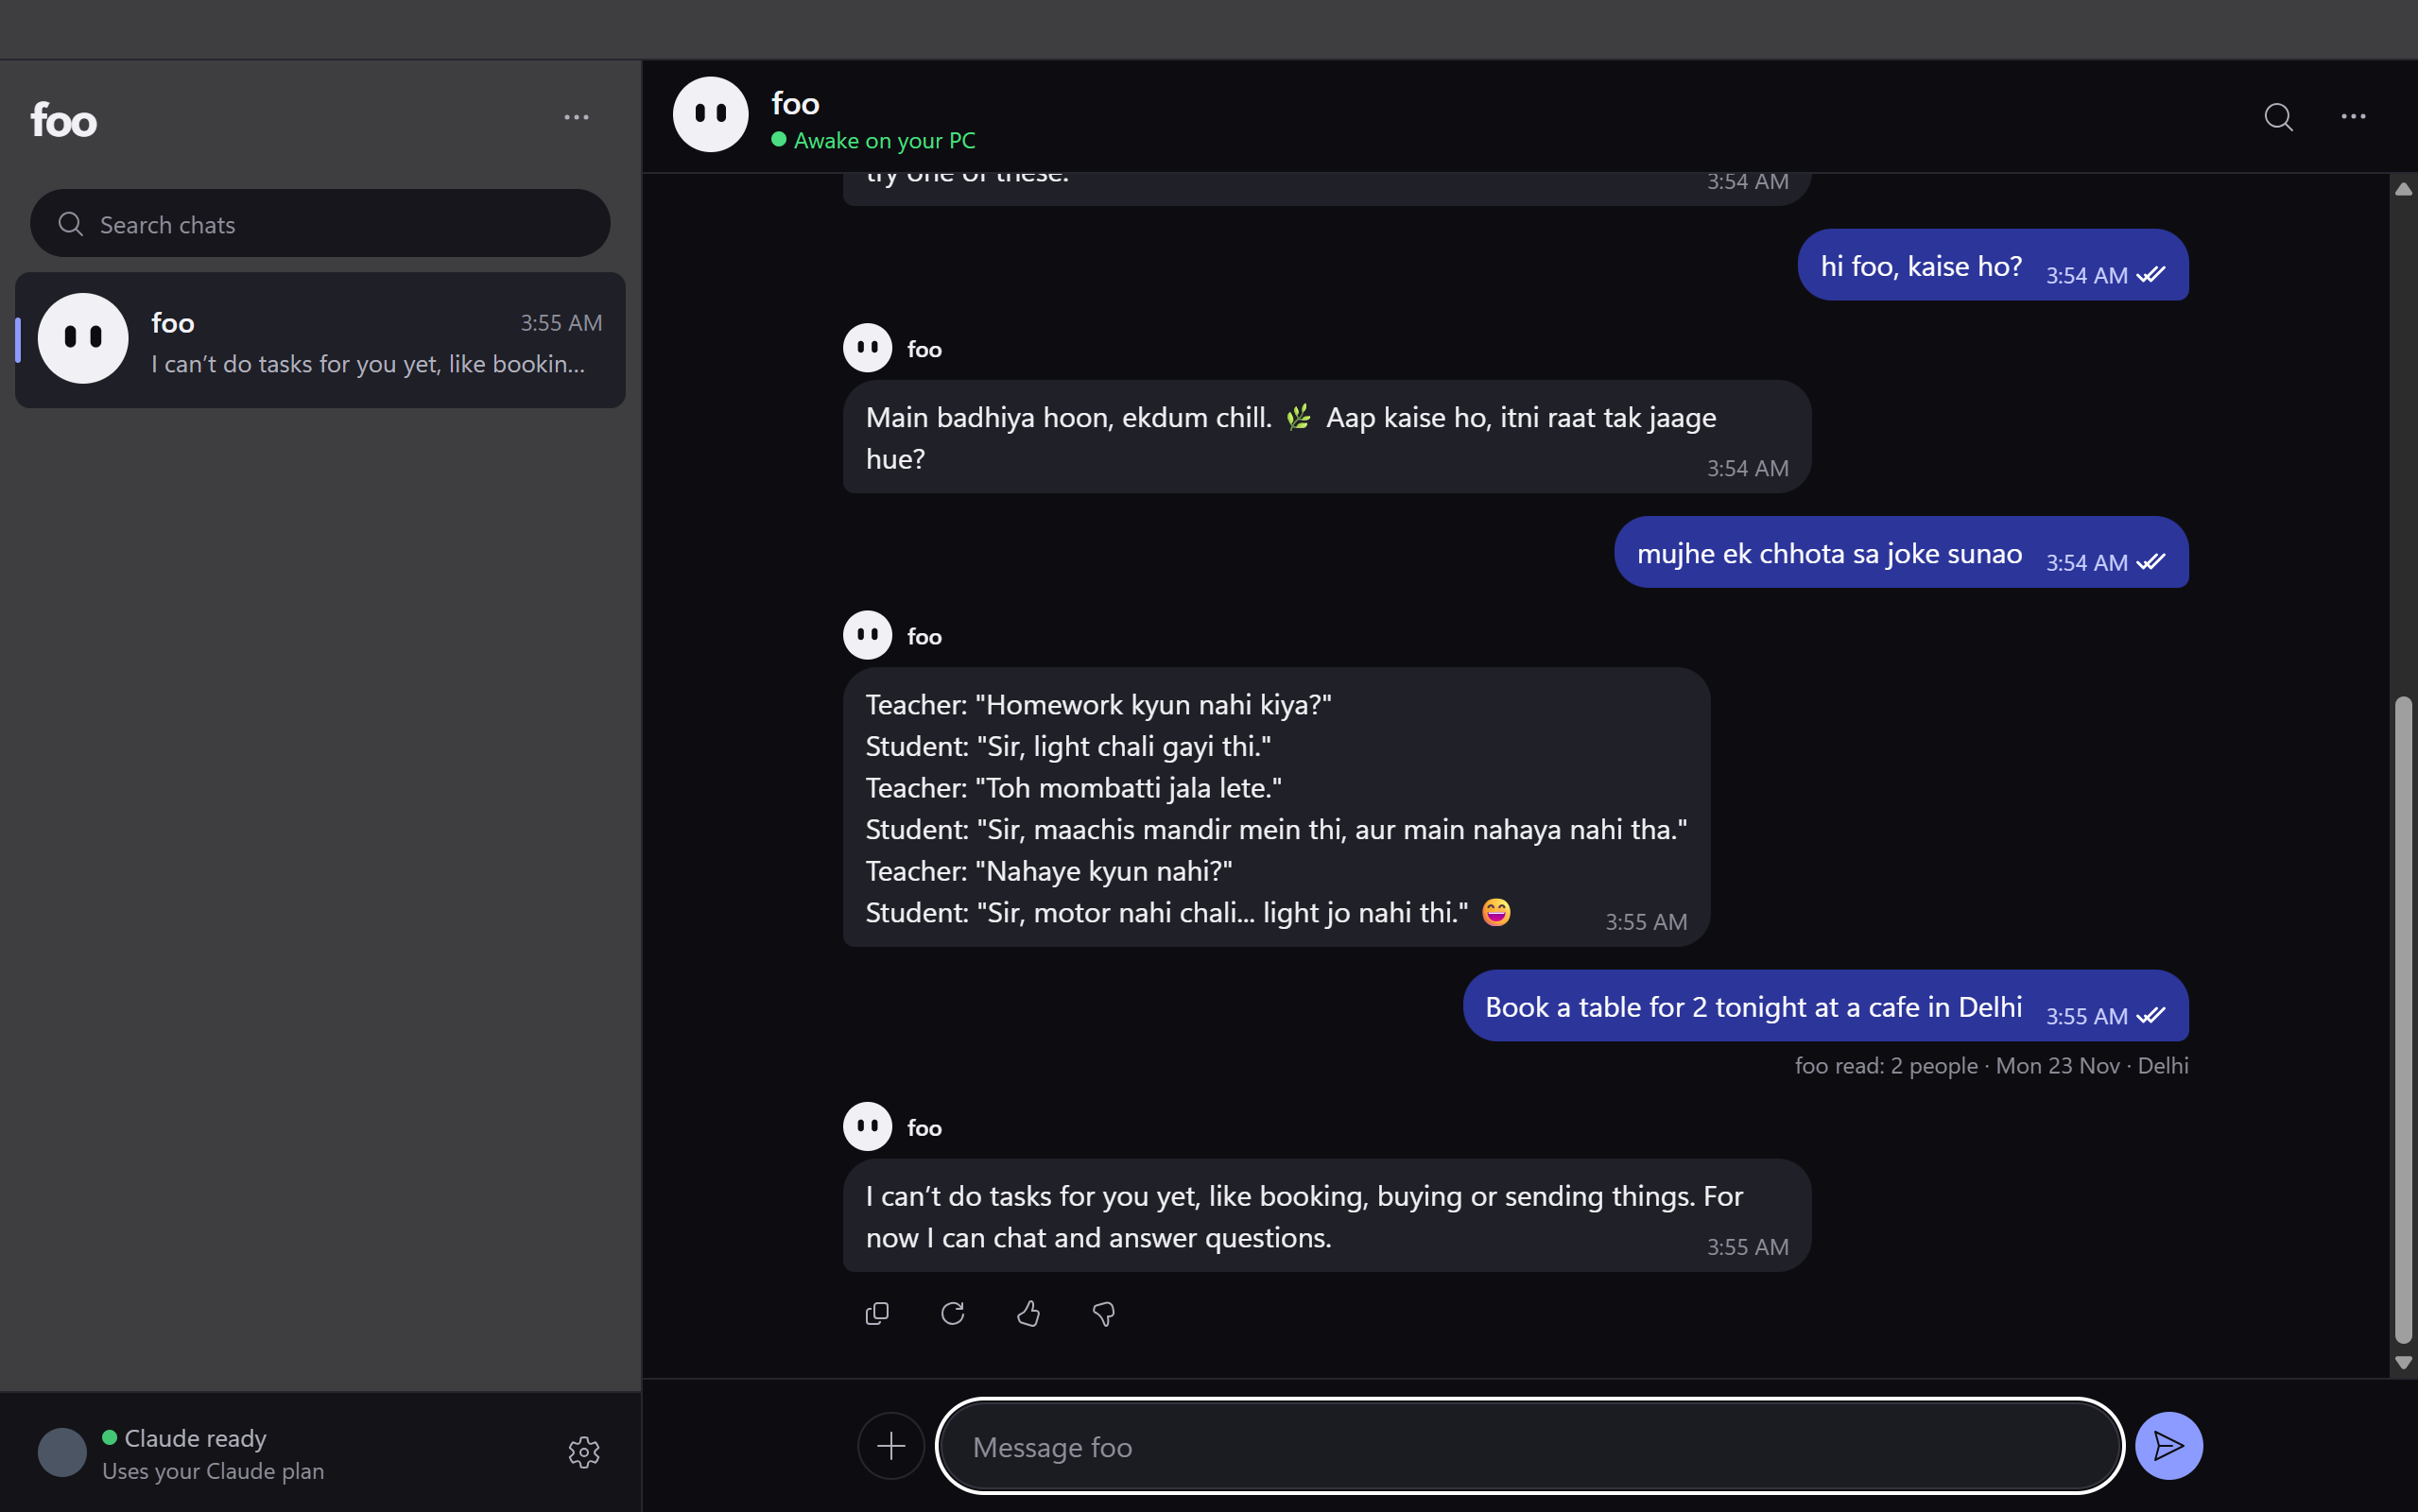 foo
Search chats
foo
3:55 AM
I can’t do tasks for you yet, like bookin...
Claude ready
Uses your Claude plan
foo
Awake on your PC
try one of these.
3:54 AM
hi foo, kaise ho?
3:54 AM
foo
Main badhiya hoon, ekdum chill. 🌿 Aap kaise ho, itni raat tak jaage
hue?
3:54 AM
mujhe ek chhota sa joke sunao
3:54 AM
foo
Teacher: "Homework kyun nahi kiya?"
Student: "Sir, light chali gayi thi."
Teacher: "Toh mombatti jala lete."
Student: "Sir, maachis mandir mein thi, aur main nahaya nahi tha."
Teacher: "Nahaye kyun nahi?"
Student: "Sir, motor nahi chali... light jo nahi thi." 😄
3:55 AM
Book a table for 2 tonight at a cafe in Delhi
3:55 AM
foo read: 2 people · Mon 23 Nov · Delhi
foo
I can’t do tasks for you yet, like booking, buying or sending things. For
now I can chat and answer questions.
3:55 AM
Message foo